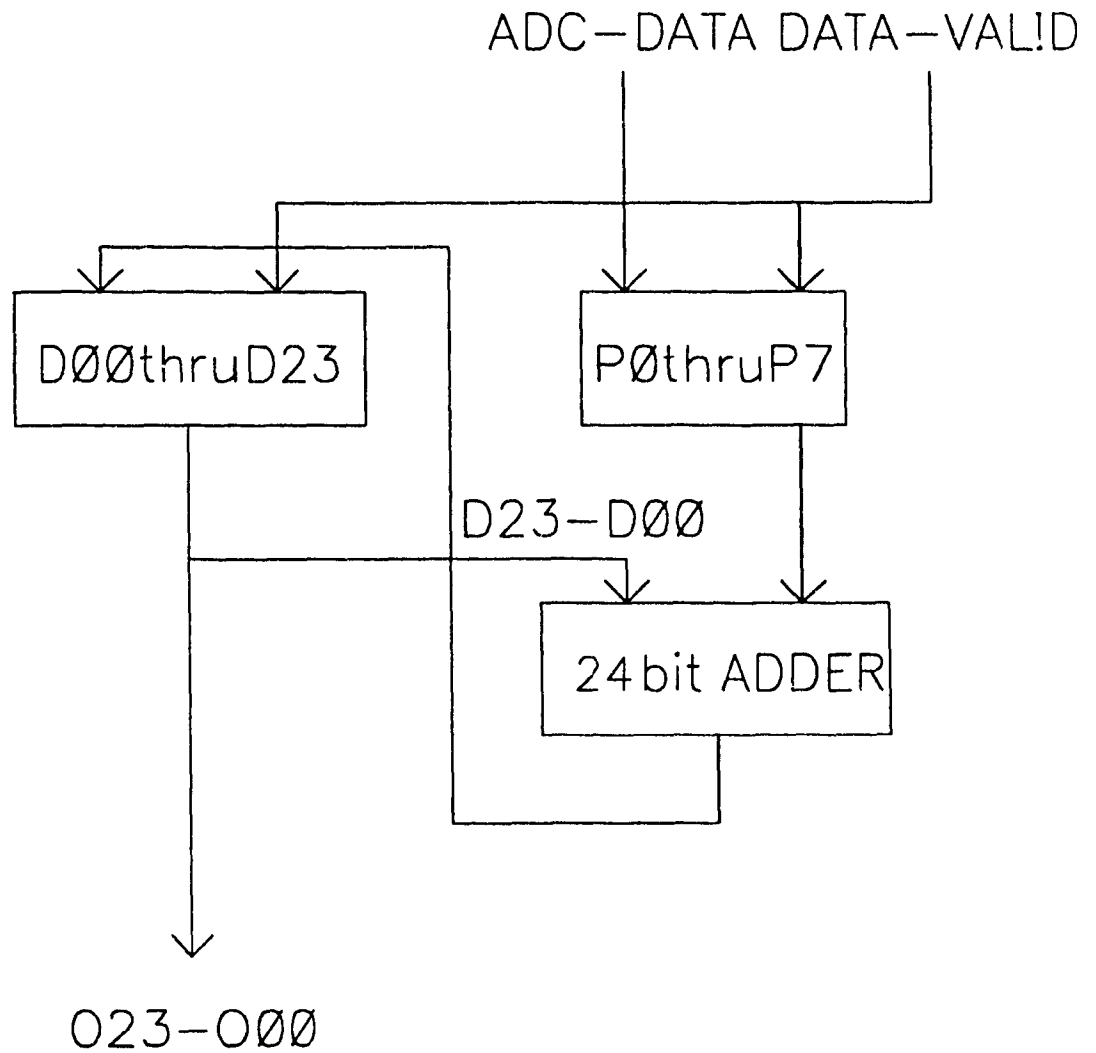 ADC-DATA DATA-VAL!D
DØØthruD23
PØthruP7
D23-DØØ
24bit ADDER
O23-OØØ